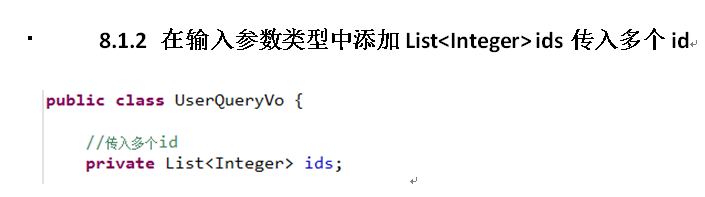 8.1.2 在输入参数类型中添加 List<Integer> ids 传入多个 id
public class UserQueryVo {
//传入多个id
private List<Integer> ids;